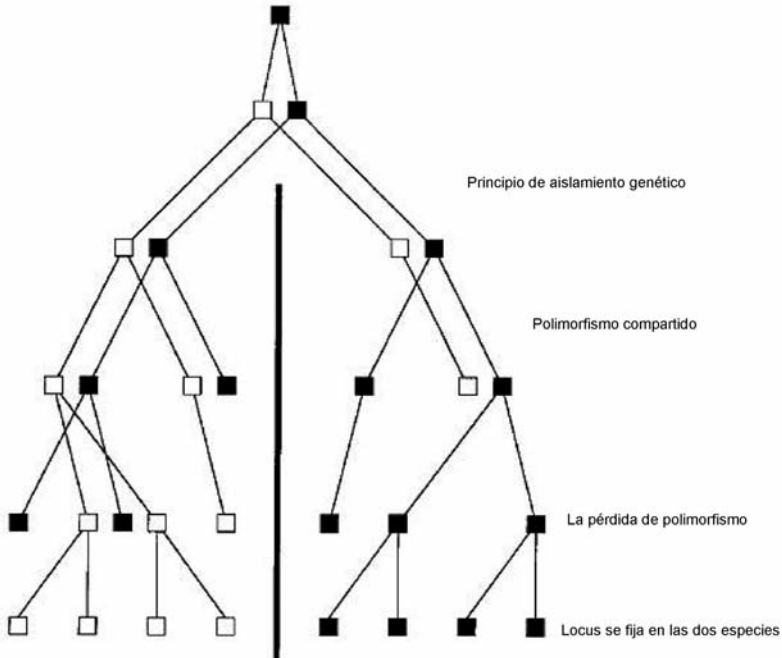 Principio de aislamiento genético
Polimorfismo compartido
La pérdida de polimorfismo
Locus se fija en las dos especies